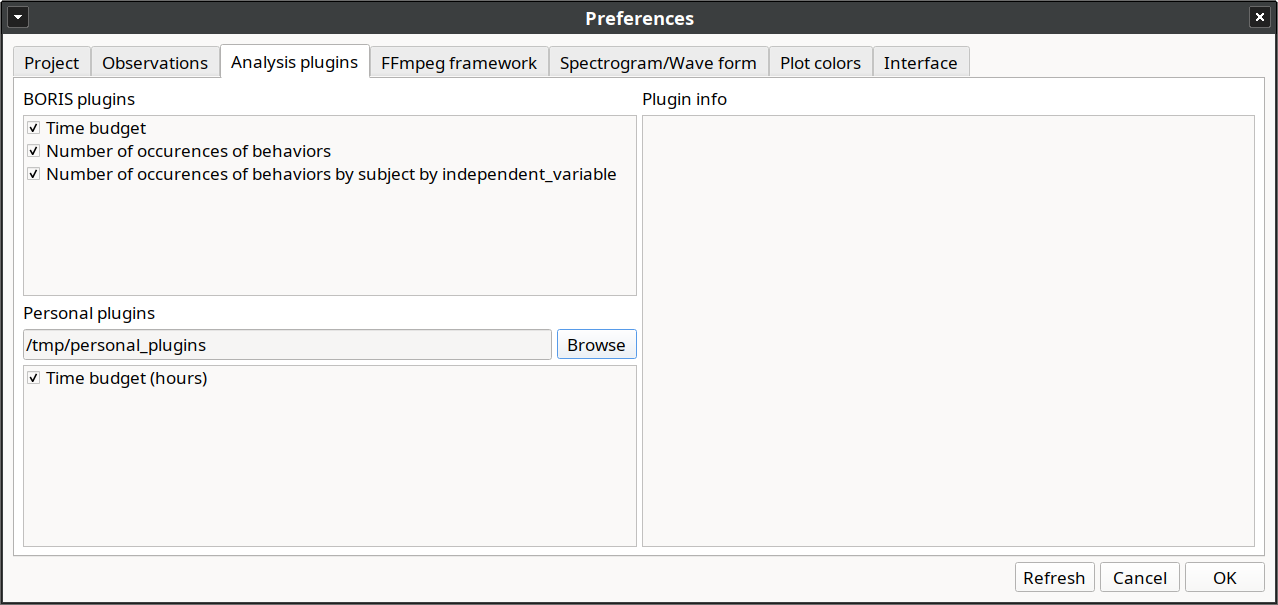 Preferences
Project
Observations
Analysis plugins
FFmpeg framework
Spectrogram/Wave form
Plot colors
Interface
BORIS plugins
Time budget
Number of occurences of behaviors
Number of occurences of behaviors by subject by independent_variable
Personal plugins
/tmp/personal_plugins
Browse
Time budget (hours)
Plugin info
Refresh
Cancel
OK